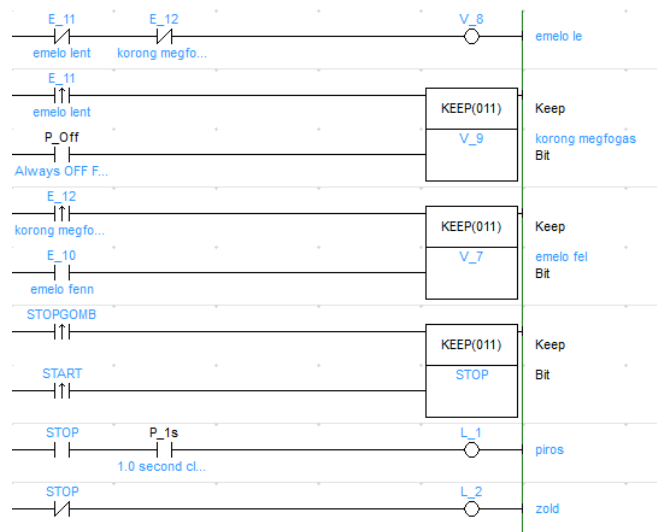 E_11 E_12 V_8
emelo le
emelo lent korong megfo...
E_11
emelo lent
KEEP(011) Keep
P_Off V_9 korong megfogas
Bit
Always OFF F...
E_12
korong megfo...
KEEP(011) Keep
E_10 V_7 emelo fel
Bit
emelo fenn
STOPGOMB
KEEP(011) Keep
START STOP Bit
STOP P_1s L_1
piros
1.0 second cl...
STOP L_2
zold